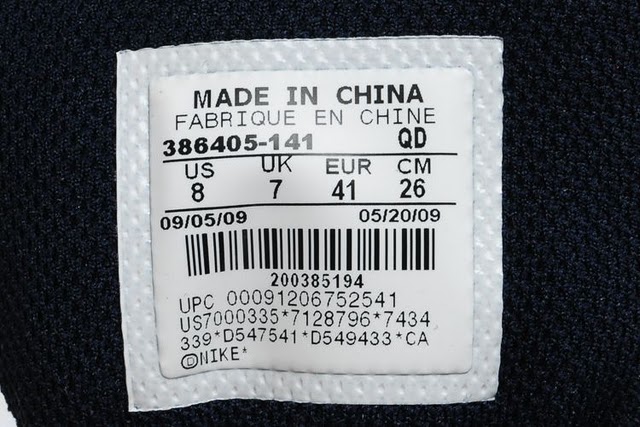 MADE IN CHINA
FABRIQUE EN CHINE
386405-141 QD
US UK EUR CM
8 7 41 26
09/05/09 05/20/09
200385194
UPC 00091206752541
US7000335*7128796*7434
339*D547541*D549433*CA
ⒹNIKE*